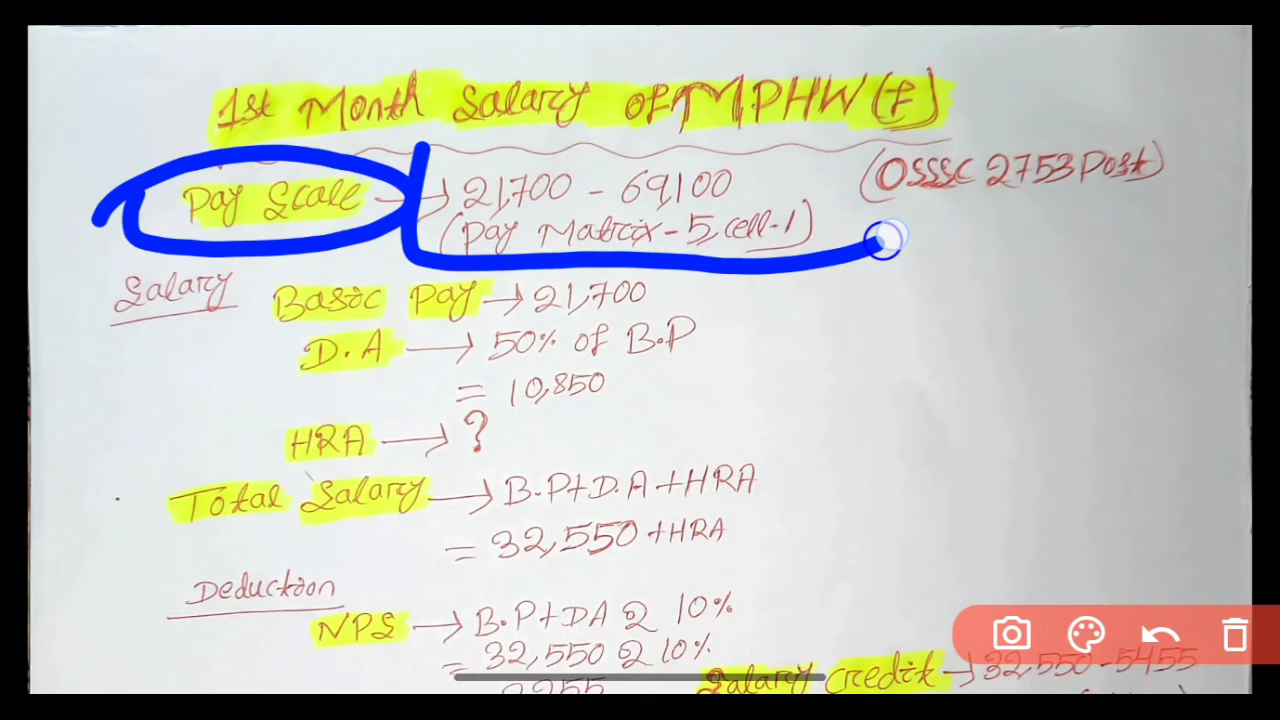 1st Month Salary of MPHW(F)
(OSSSC 2753 Post)
Pay Scale → 21,700 - 69,100
(Pay Matrix - 5, cell-1)
Salary
Basic Pay → 21,700
D.A → 50% of B.P
= 10,850
HRA → ?
Total Salary → B.P+D.A+HRA
= 32,550+HRA
Deduction
NPS → B.P+DA @ 10%
= 32,550 @ 10%
3255
Salary credit → 32,550-5455